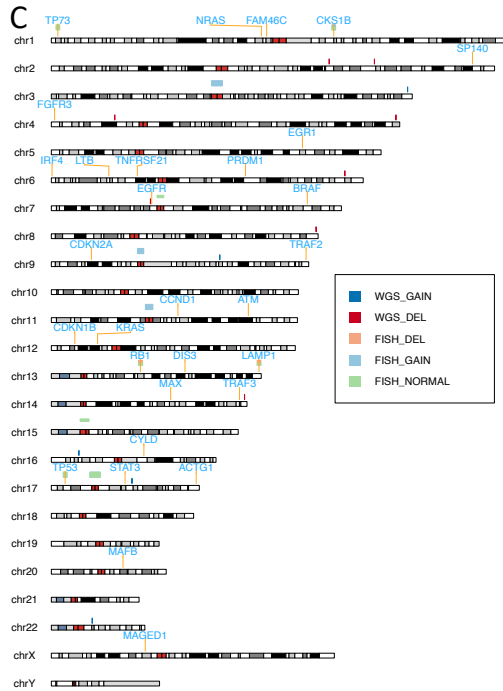 C
TP73 NRAS FAM46C CKS1B
chr1
SP140
chr2
chr3
FGFR3
chr4
EGR1
chr5
IRF4 LTB TNFRSF21 PRDM1
chr6
EGFR BRAF
chr7
chr8
CDKN2A TRAF2
chr9
chr10
CCND1 ATM
chr11
CDKN1B KRAS
chr12
RB1 DIS3 LAMP1
chr13
MAX TRAF3
chr14
chr15
CYLD
chr16
TP53 STAT3 ACTG1
chr17
chr18
chr19
MAFB
chr20
chr21
chr22
MAGED1
chrX
chrY
WGS_GAIN
WGS_DEL
FISH_DEL
FISH_GAIN
FISH_NORMAL